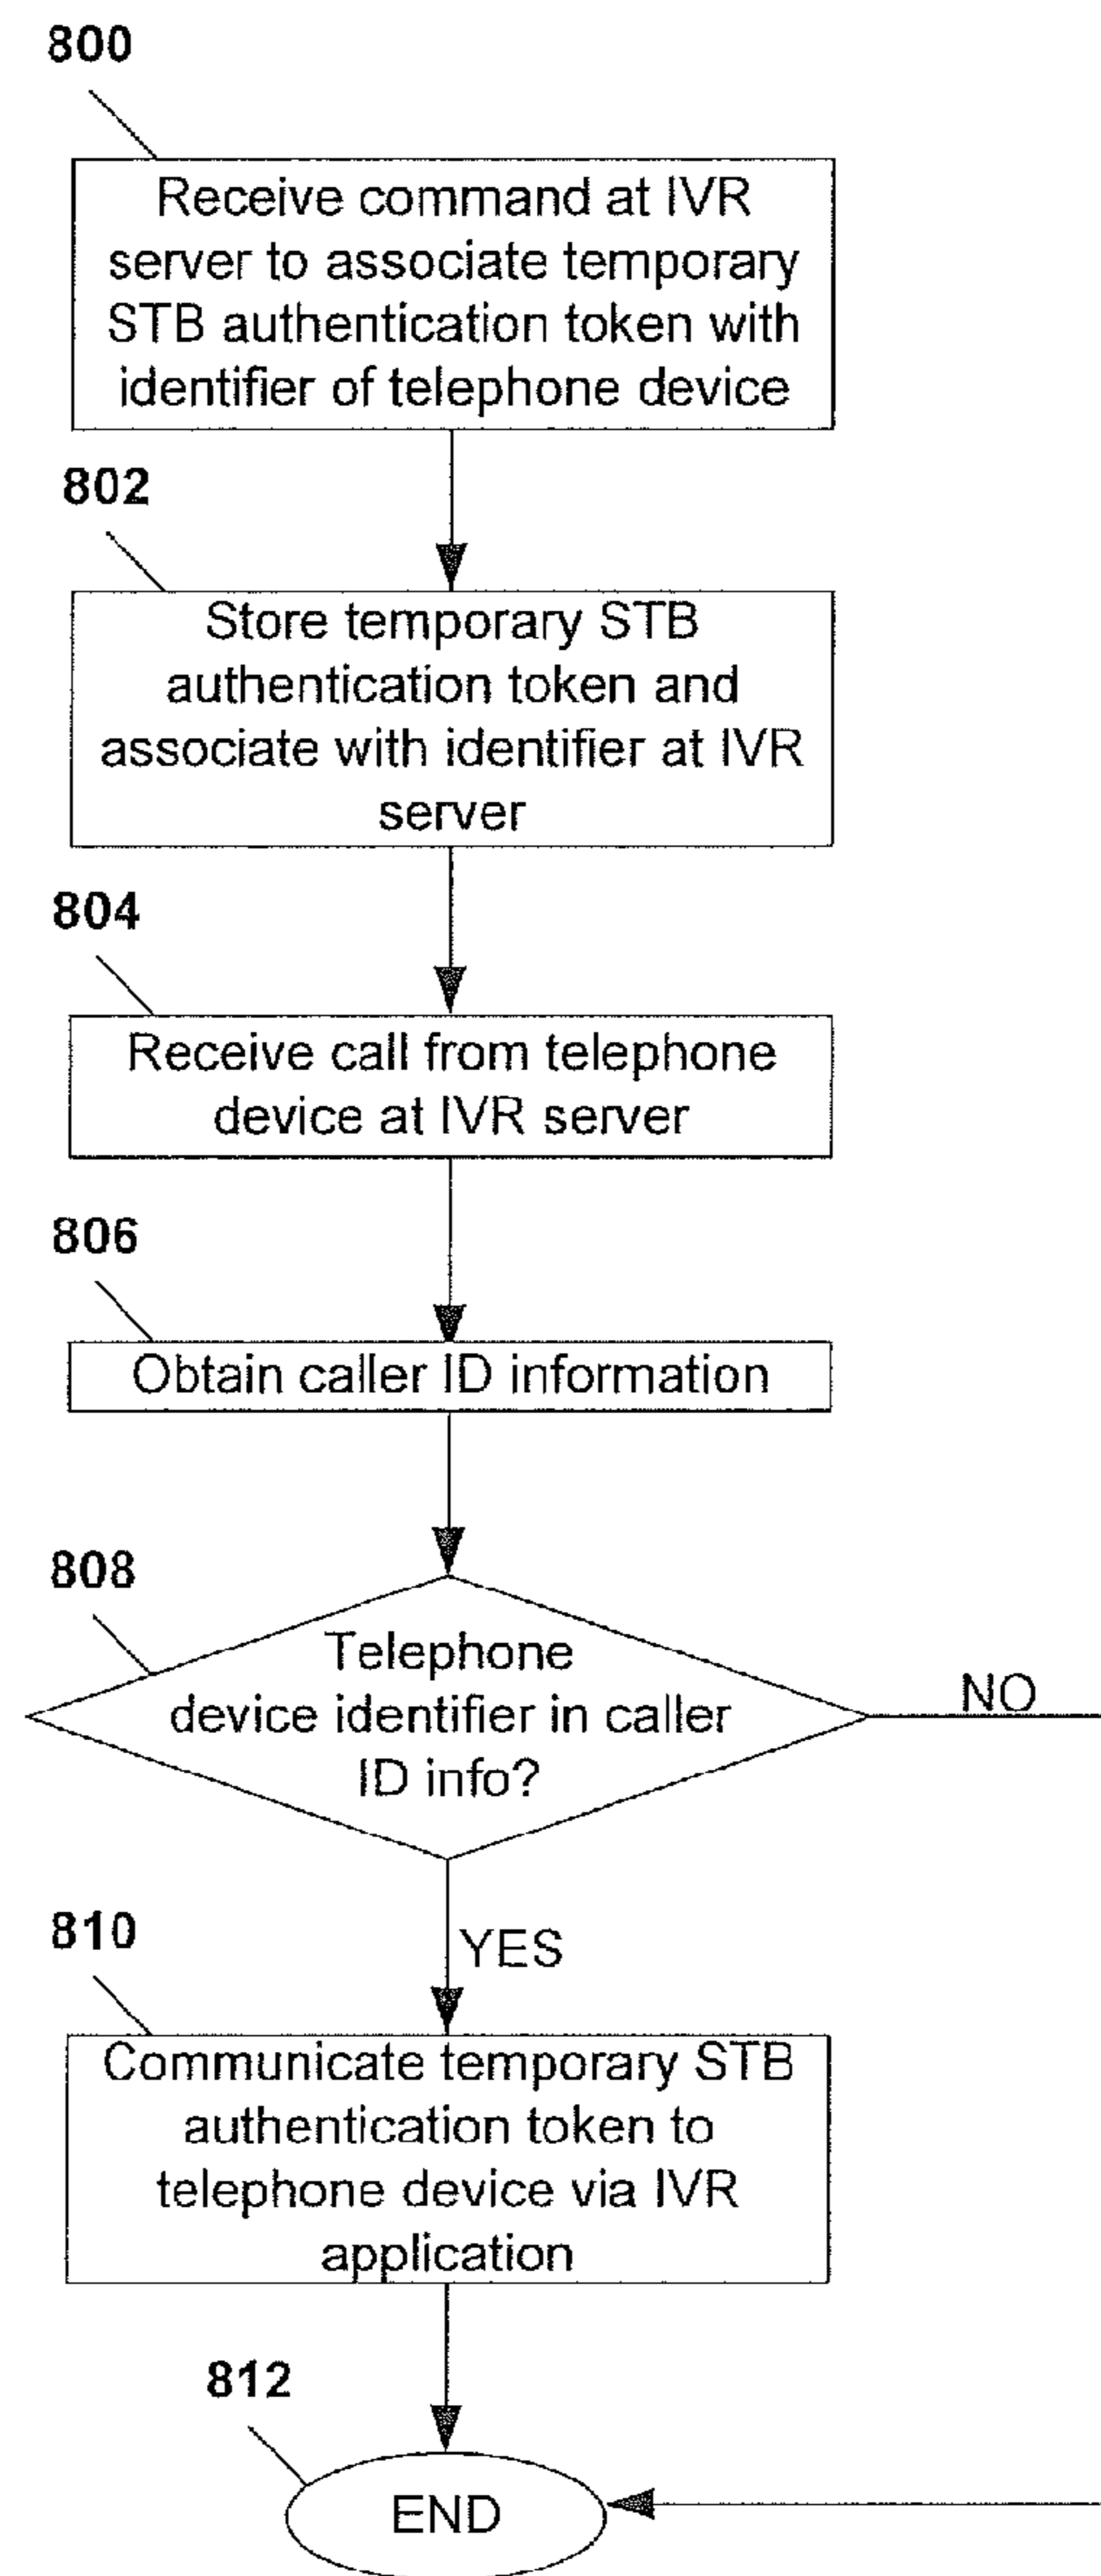 800
Receive command at IVR
server to associate temporary
STB authentication token with
identifier of telephone device
802
Store temporary STB
authentication token and
associate with identifier at IVR
server
804
Receive call from telephone
device at IVR server
806
Obtain caller ID information
808
Telephone
device identifier in caller
ID info?
NO
YES
810
Communicate temporary STB
authentication token to
telephone device via IVR
application
812
END